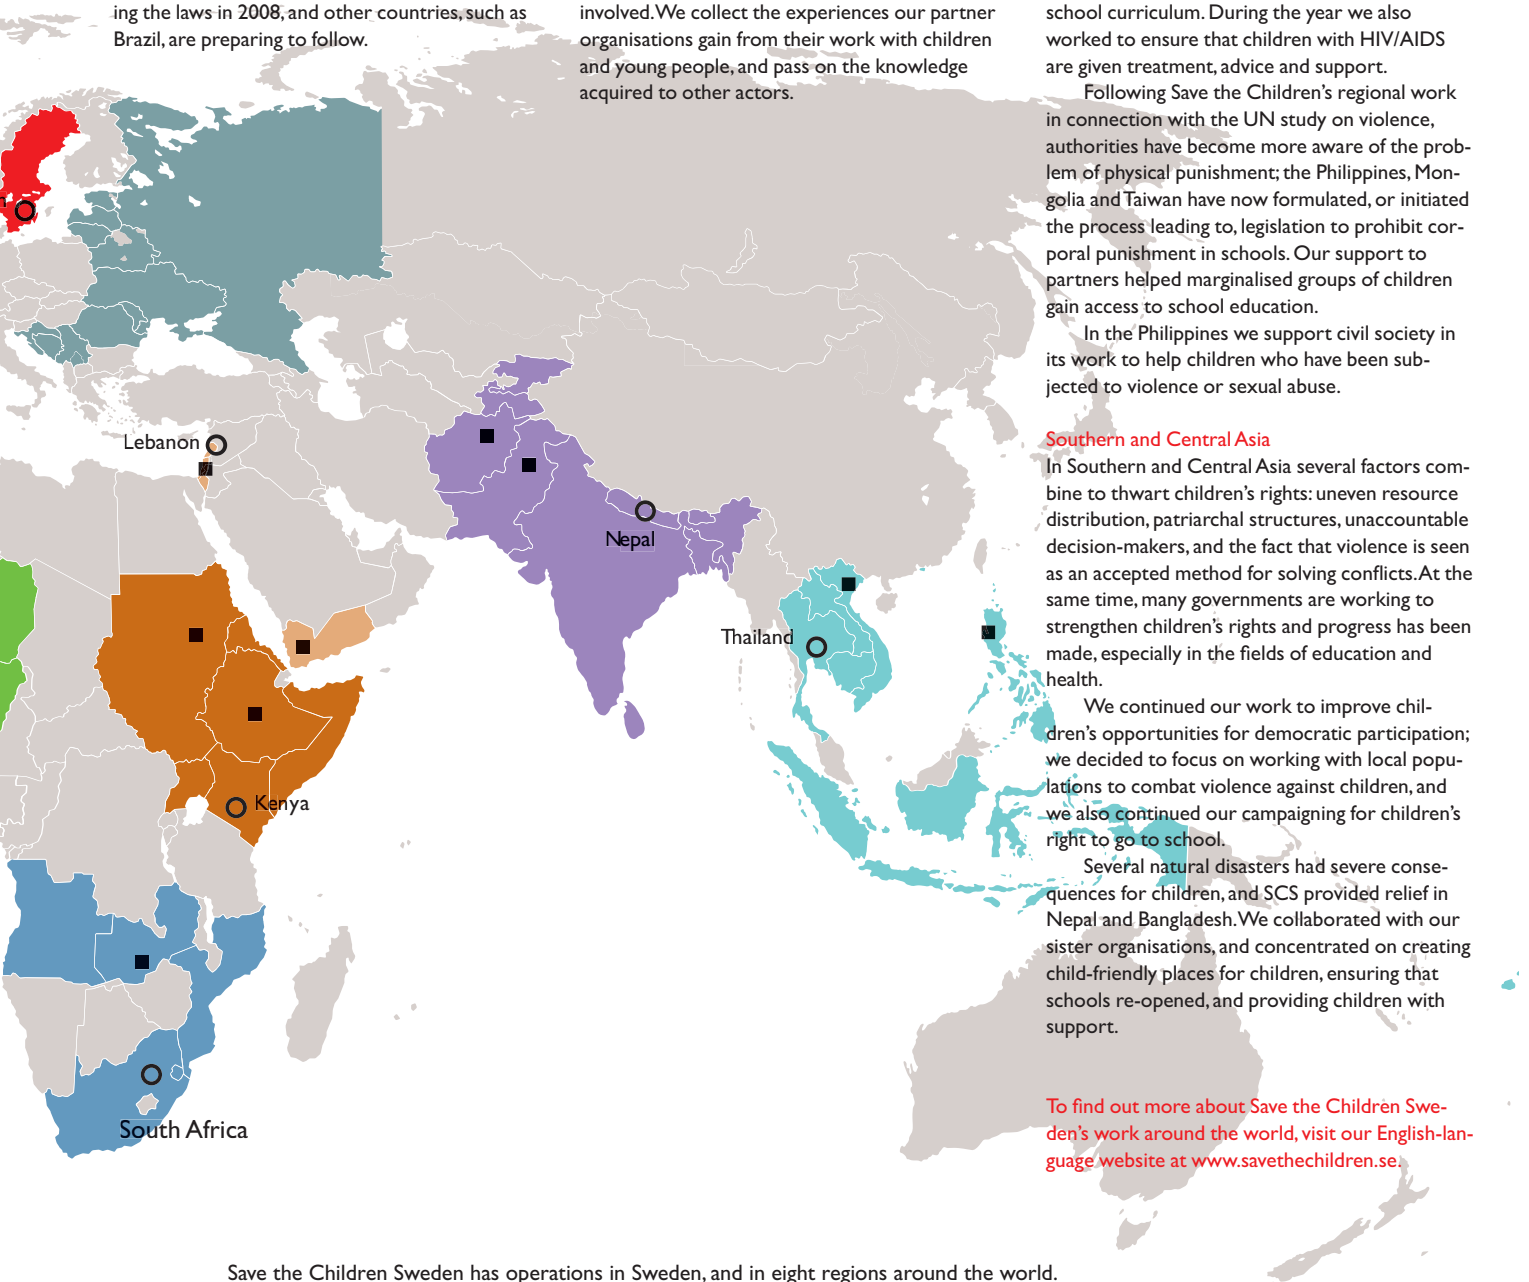 ing the laws in 2008, and other countries, such as
Brazil, are preparing to follow.
involved. We collect the experiences our partner
organisations gain from their work with children
and young people, and pass on the knowledge
acquired to other actors.
school curriculum. During the year we also
worked to ensure that children with HIV/AIDS
are given treatment, advice and support.
Following Save the Children's regional work
in connection with the UN study on violence,
authorities have become more aware of the prob-
lem of physical punishment; the Philippines, Mon-
golia and Taiwan have now formulated, or initiated
the process leading to, legislation to prohibit cor-
poral punishment in schools. Our support to
partners helped marginalised groups of children
gain access to school education.
In the Philippines we support civil society in
its work to help children who have been sub-
jected to violence or sexual abuse.
Southern and Central Asia
In Southern and Central Asia several factors com-
bine to thwart children's rights: uneven resource
distribution, patriarchal structures, unaccountable
decision-makers, and the fact that violence is seen
as an accepted method for solving conflicts. At the
same time, many governments are working to
strengthen children's rights and progress has been
made, especially in the fields of education and
health.
We continued our work to improve chil-
dren's opportunities for democratic participation;
we decided to focus on working with local popu-
lations to combat violence against children, and
we also continued our campaigning for children's
right to go to school.
Several natural disasters had severe conse-
quences for children, and SCS provided relief in
Nepal and Bangladesh. We collaborated with our
sister organisations, and concentrated on creating
child-friendly places for children, ensuring that
schools re-opened, and providing children with
support.
To find out more about Save the Children Swe-
den's work around the world, visit our English-lan-
guage website at www.savethechildren.se.
Lebanon
Nepal
Thailand
Kenya
South Africa
Save the Children Sweden has operations in Sweden, and in eight regions around the world.